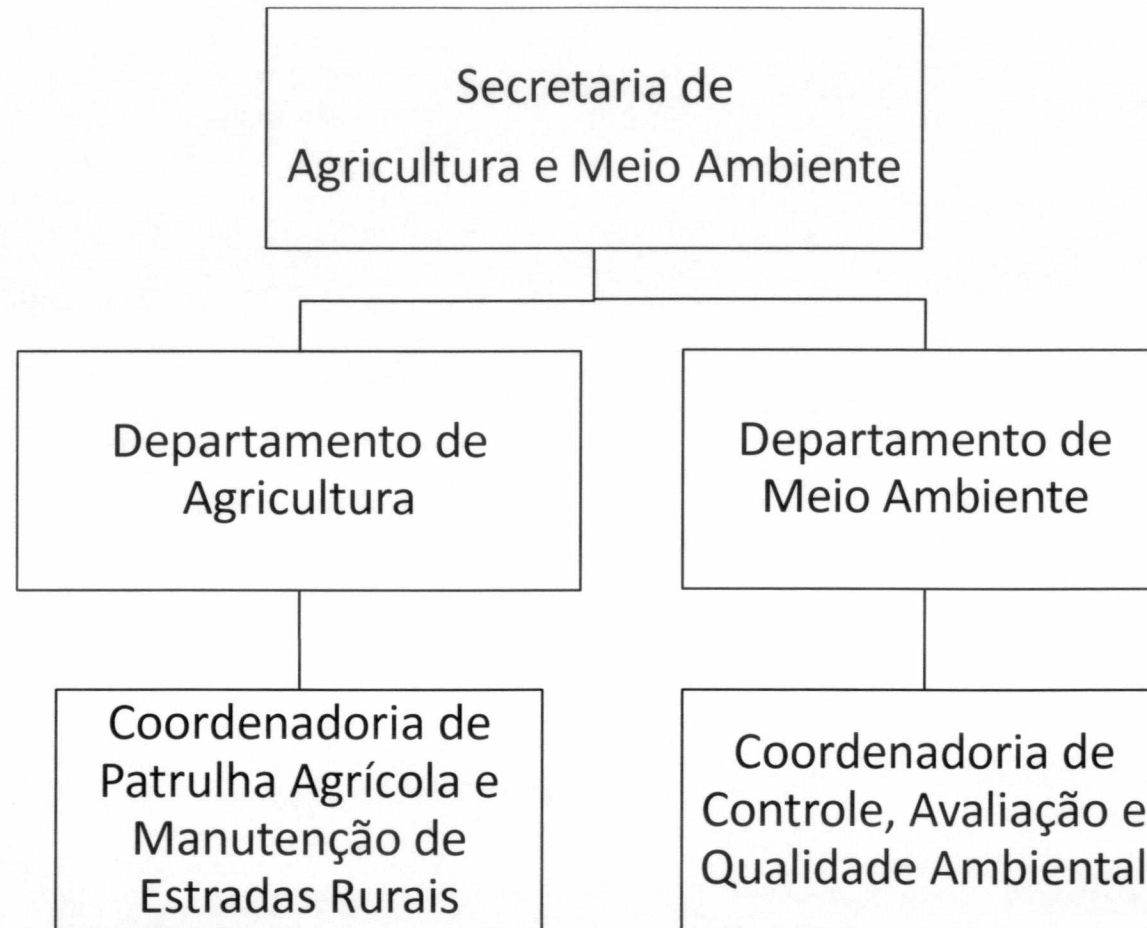 Secretaria de
Agricultura e Meio Ambiente
Departamento de
Agricultura
Departamento de
Meio Ambiente
Coordenadoria de
Patrulha Agrícola e
Manutenção de
Estradas Rurais
Coordenadoria de
Controle, Avaliação e
Qualidade Ambiental